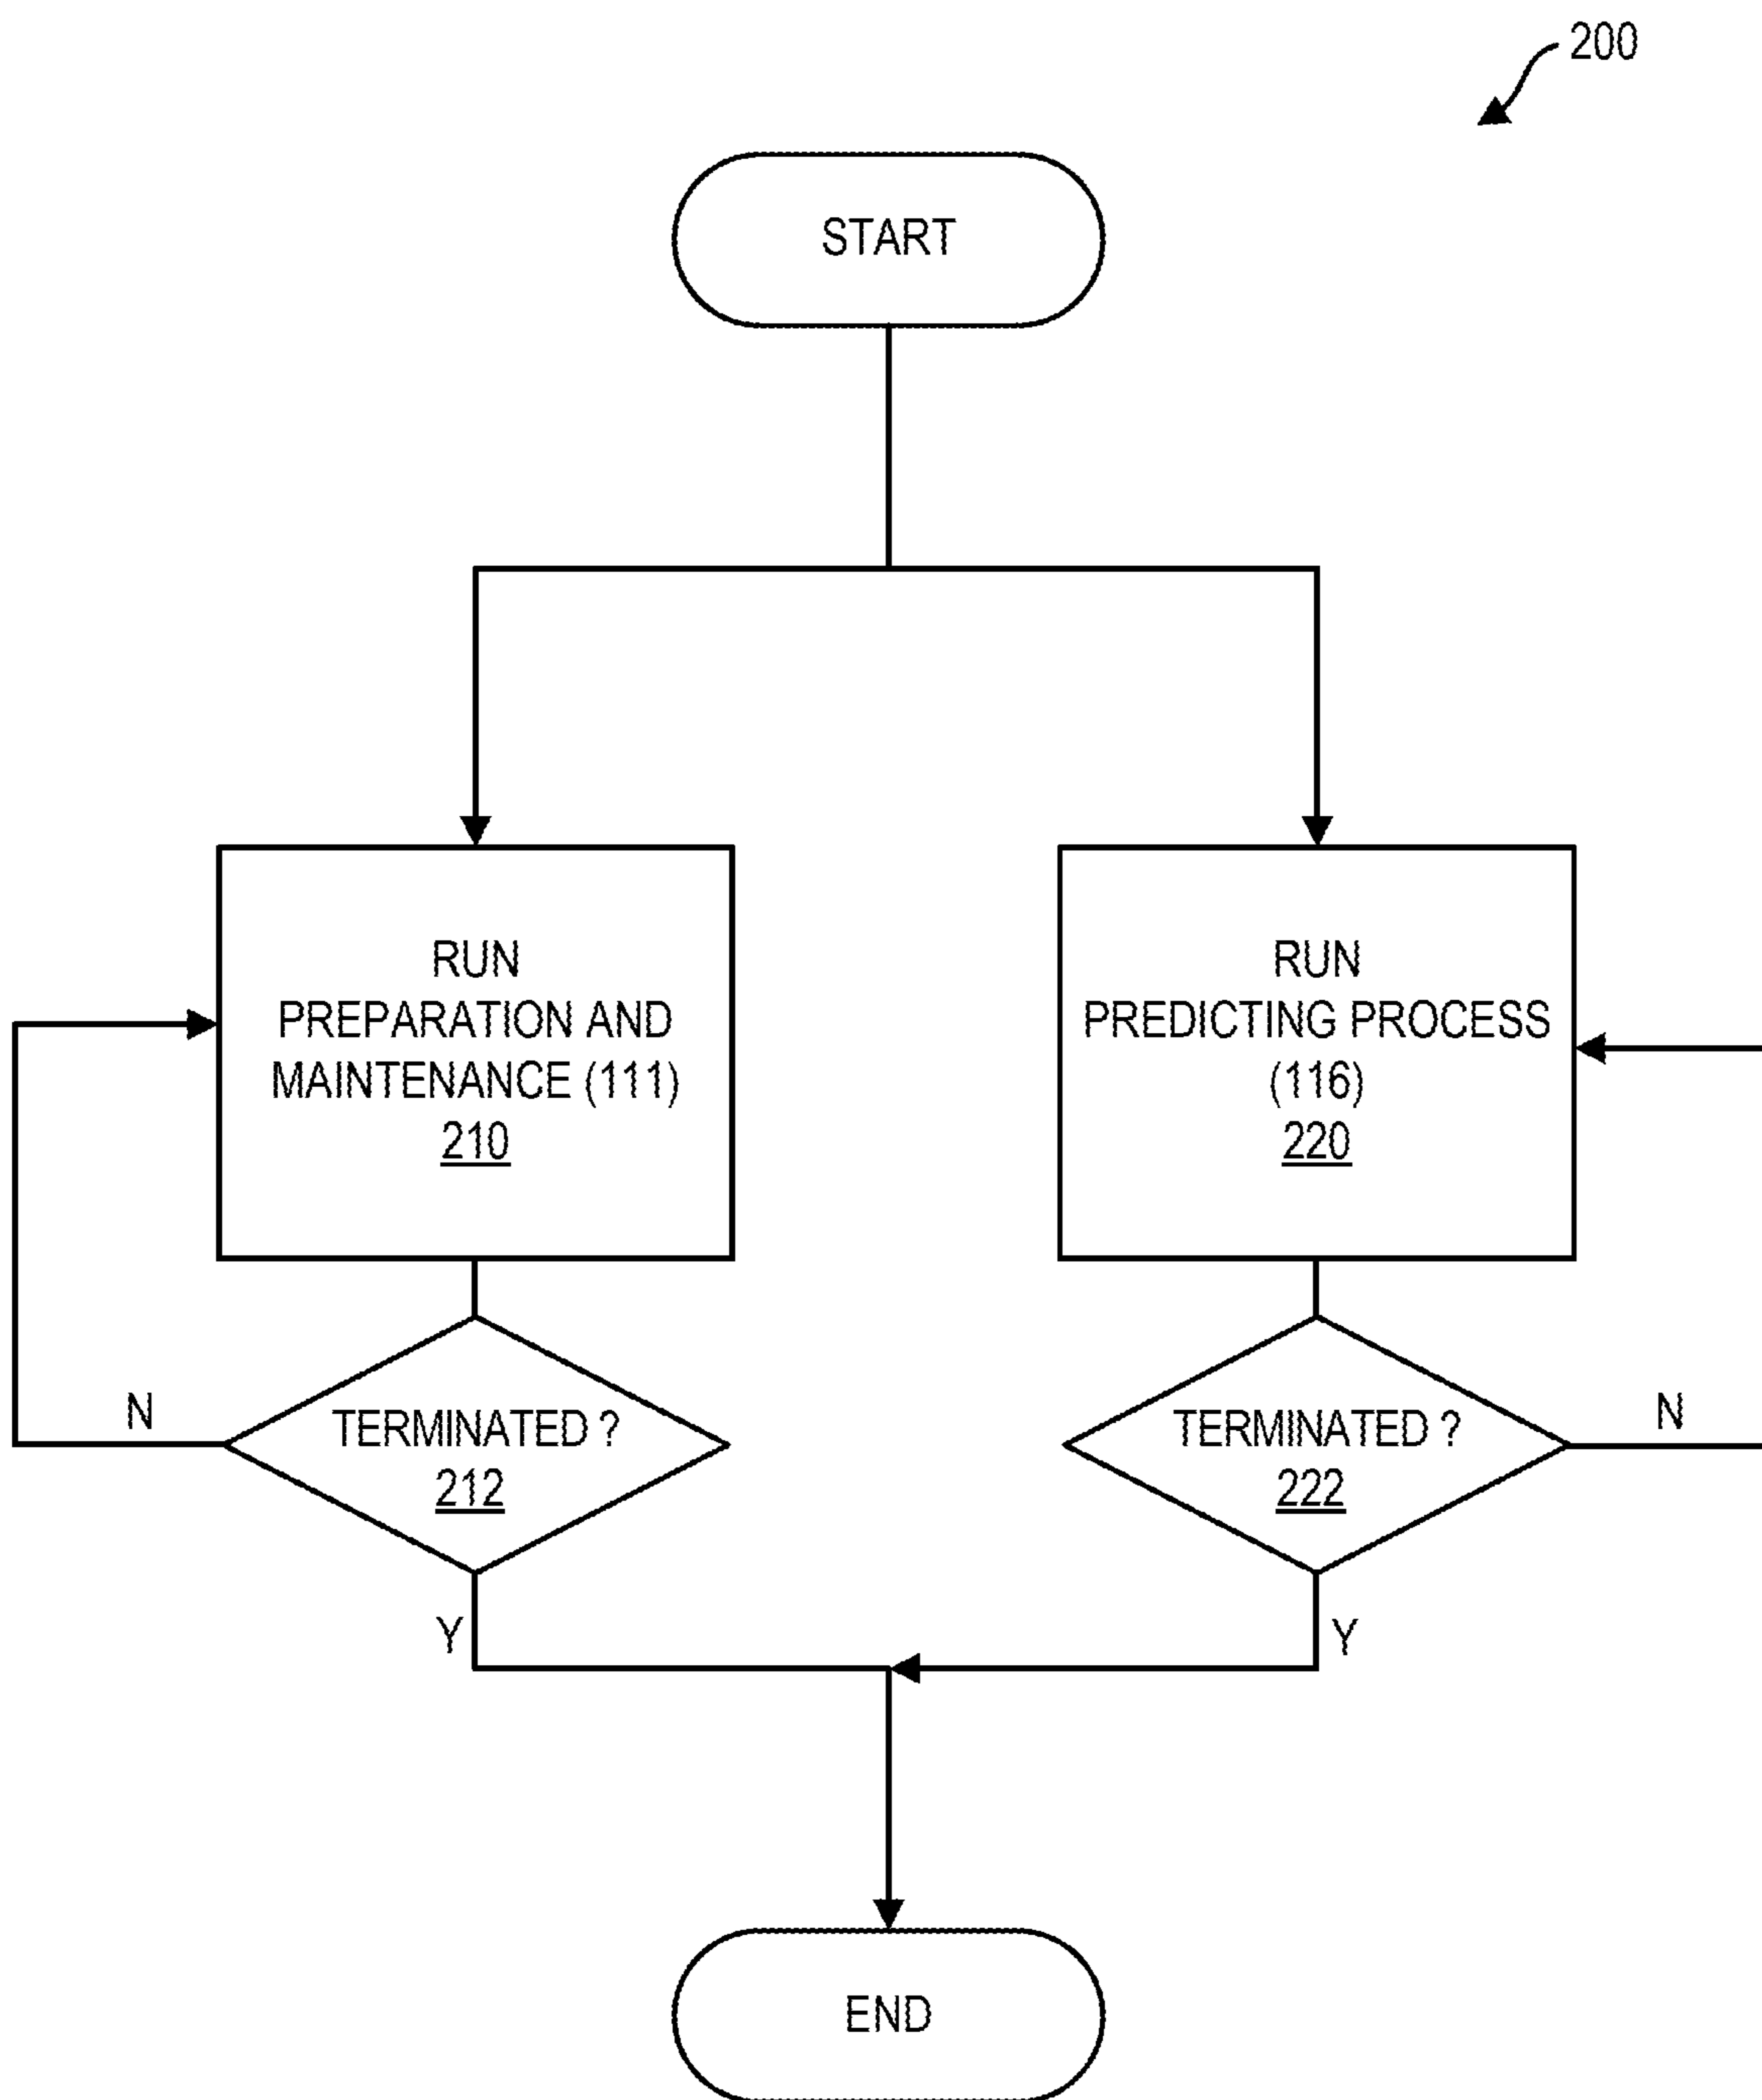 200
START
RUN
PREPARATION AND
MAINTENANCE (111)
210
RUN
PREDICTING PROCESS
(116)
220
N
TERMINATED ?
212
TERMINATED ?
222
N
Y
Y
END